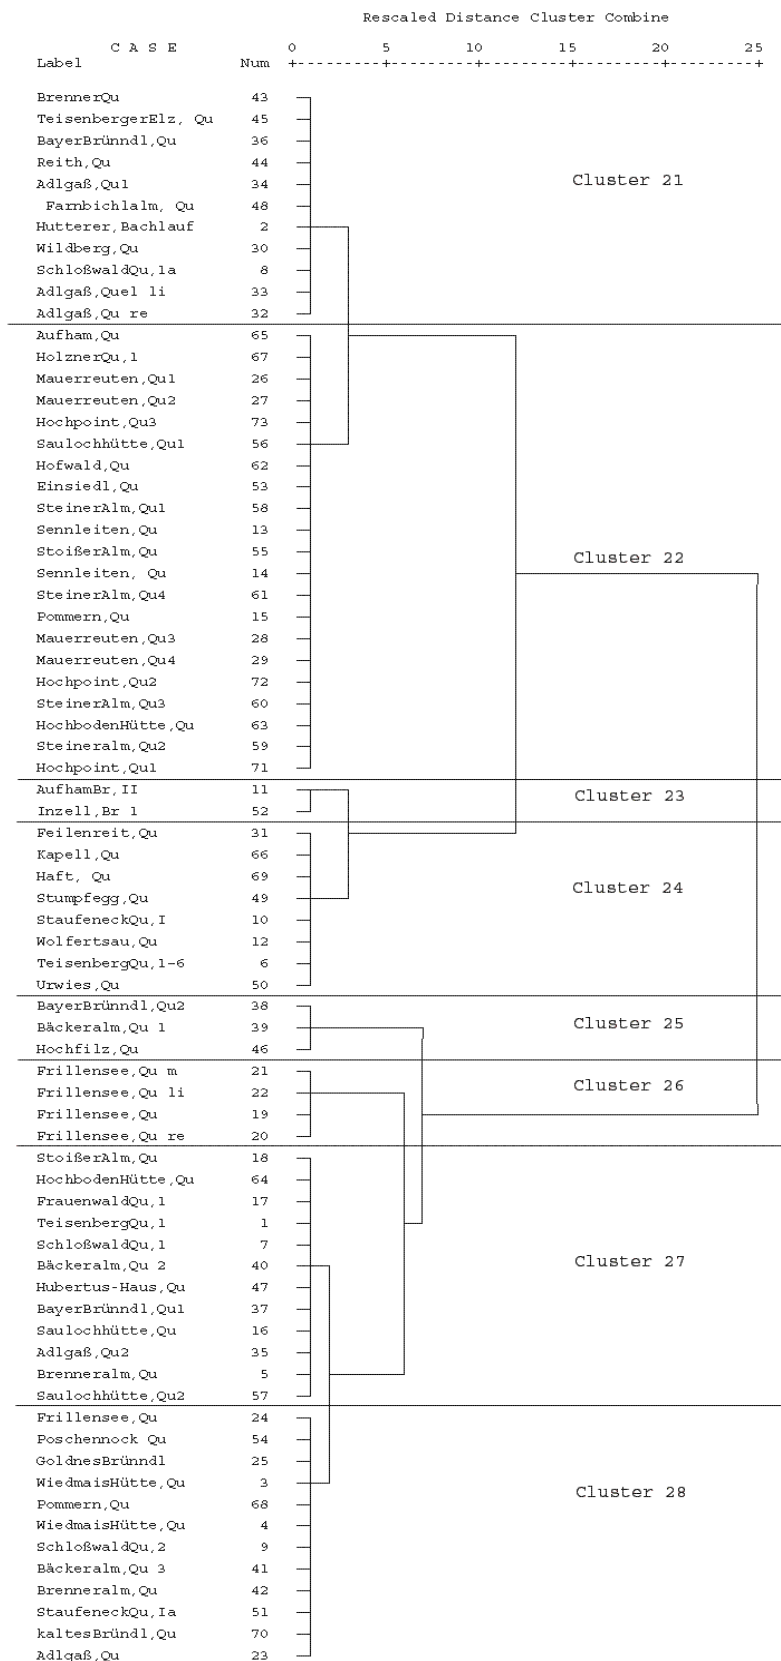 Rescaled Distance Cluster Combine
C A S E 0 5 10 15 20 25
Label Num +---------+---------+---------+---------+---------+
BrennerQu 43
TeisenbergerElz, Qu 45
BayerBründl,Qu 36
Reith,Qu 44
Adlgaß,Qu1 34
Cluster 21
Farnbichlalm, Qu 48
Hutterer,Bachlauf 2
Wildberg,Qu 30
SchloßwaldQu,1a 8
Adlgaß,Quel li 33
Adlgaß,Qu re 32
Aufham,Qu 65
HolznerQu,1 67
Mauerreuten,Qu1 26
Mauerreuten,Qu2 27
Hochpoint,Qu3 73
Saulochhütte,Qu1 56
Hofwald,Qu 62
Einsiedl,Qu 53
SteinerAlm,Qu1 58
Sennleiten,Qu 13
StoißerAlm,Qu 55
Cluster 22
Sennleiten, Qu 14
SteinerAlm,Qu4 61
Pommern,Qu 15
Mauerreuten,Qu3 28
Mauerreuten,Qu4 29
Hochpoint,Qu2 72
SteinerAlm,Qu3 60
HochbodenHütte,Qu 63
Steineralm,Qu2 59
Hochpoint,Qu1 71
AufhamBr,II 11
Cluster 23
Inzell,Br 1 52
Feilenreit,Qu 31
Kapell,Qu 66
Haft, Qu 69
Cluster 24
Stumpfegg,Qu 49
StaufeneckQu,I 10
Wolfertsau,Qu 12
TeisenbergQu,1-6 6
Urwies,Qu 50
BayerBründl,Qu2 38
Bäckeralm,Qu 1 39
Cluster 25
Hochfilz,Qu 46
Frillensee,Qu m 21
Frillensee,Qu li 22
Cluster 26
Frillensee,Qu 19
Frillensee,Qu re 20
StoißerAlm,Qu 18
HochbodenHütte,Qu 64
FrauenwaldQu,1 17
TeisenbergQu,1 1
SchloßwaldQu,1 7
Bäckeralm,Qu 2 40
Cluster 27
Hubertus-Haus,Qu 47
BayerBründl,Qu1 37
Saulochhütte,Qu 16
Adlgaß,Qu2 35
Brenneralm,Qu 5
Saulochhütte,Qu2 57
Frillensee,Qu 24
Poschennock Qu 54
GoldnesBründl 25
WiedmaisHütte,Qu 3
Cluster 28
Pommern,Qu 68
WiedmaisHütte,Qu 4
SchloßwaldQu,2 9
Bäckeralm,Qu 3 41
Brenneralm,Qu 42
StaufeneckQu,Ia 51
kaltesBründl,Qu 70
Adlgaß,Qu 23